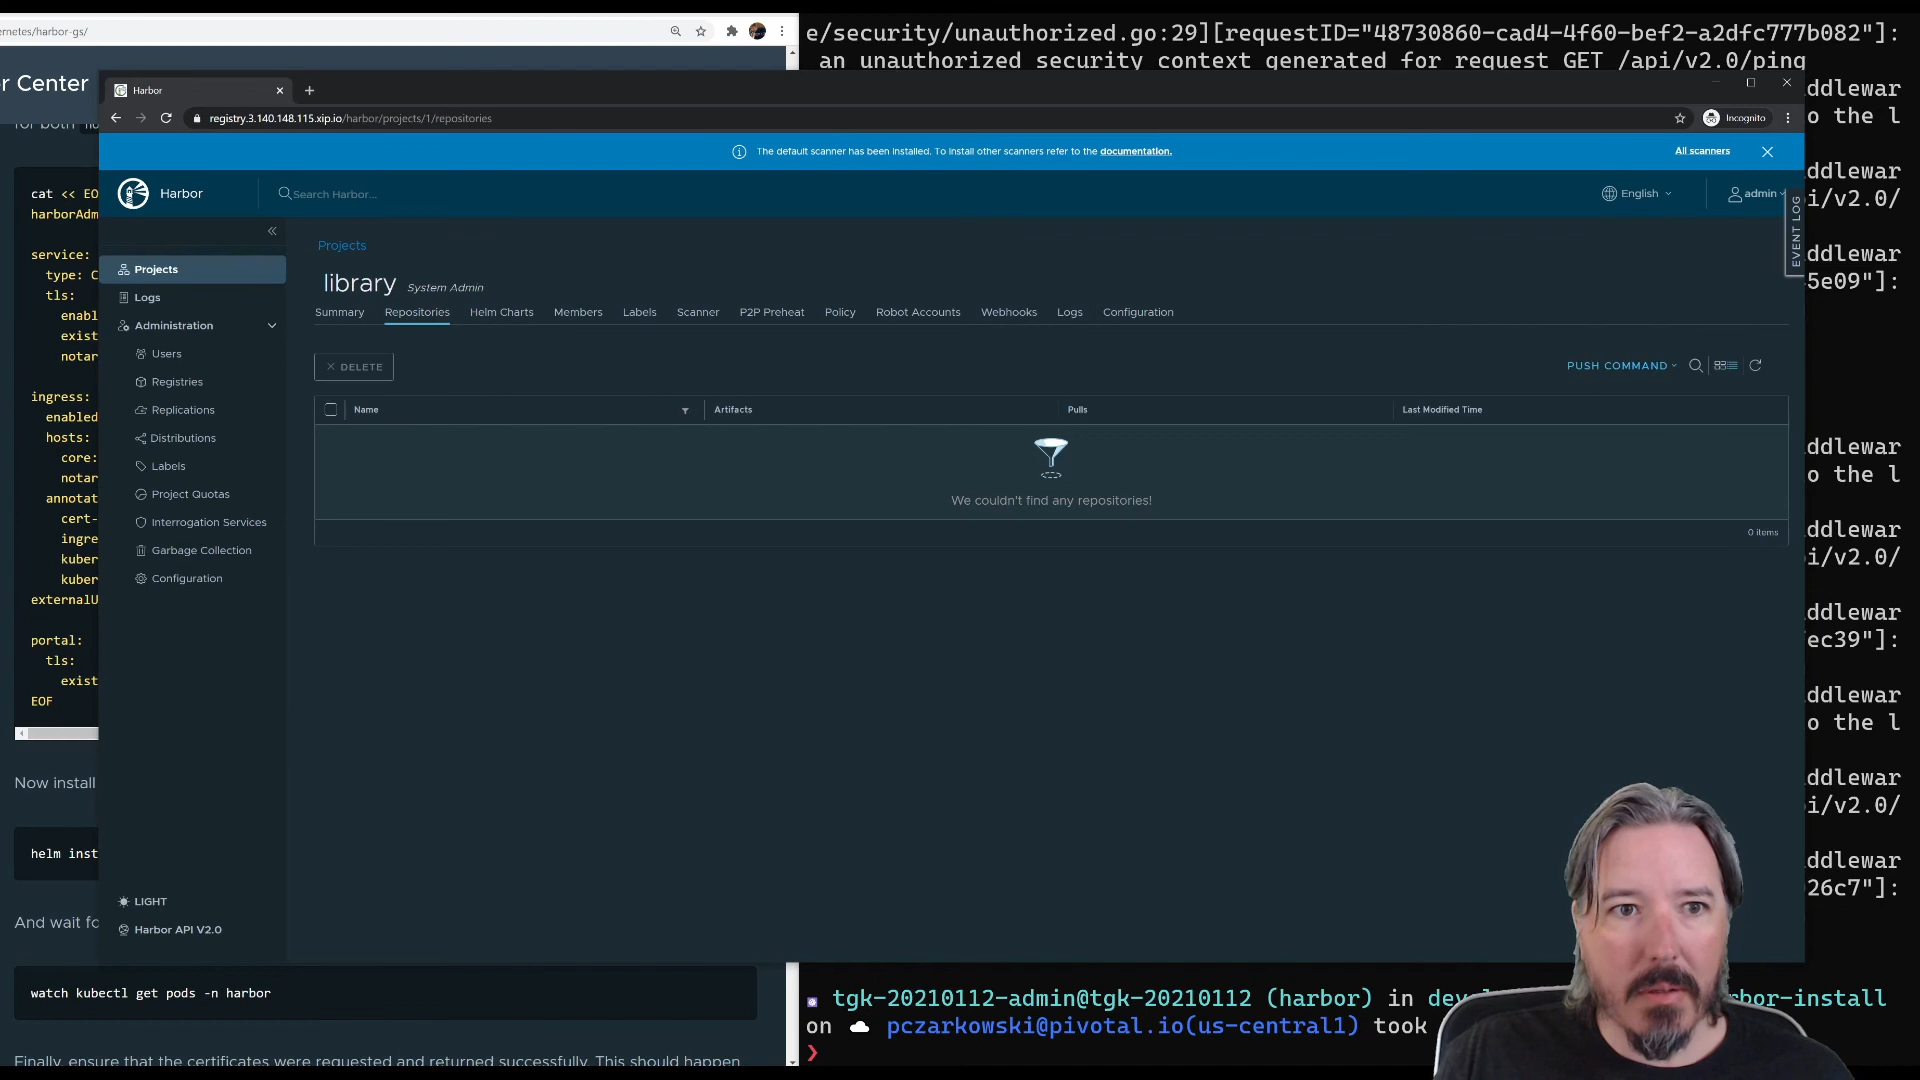 ernetes/harbor-gs/
r Center
cat << EO
harborAdm
service:
type: C
tls:
enabl
exist
notar
ingress:
enabled
hosts:
core:
notar
annotat
cert-
ingre
kuber
kuber
externalU
portal:
tls:
exist
EOF
Now install
helm inst
And wait fo
watch kubectl get pods -n harbor
Finally, ensure that the certificates were requested and returned successfully. This should happen
Harbor
registry.3.140.148.115.xip.io/harbor/projects/1/repositories
Incognito
The default scanner has been installed. To install other scanners refer to the documentation.
All scanners
Harbor
Search Harbor...
English
admin
EVENT LOG
Projects
Logs
Administration
Users
Registries
Replications
Distributions
Labels
Project Quotas
Interrogation Services
Garbage Collection
Configuration
LIGHT
Harbor API V2.0
Projects
library System Admin
Summary Repositories Helm Charts Members Labels Scanner P2P Preheat Policy Robot Accounts Webhooks Logs Configuration
DELETE
PUSH COMMAND
Name Artifacts Pulls Last Modified Time
We couldn't find any repositories!
0 items
e/security/unauthorized.go:29][requestID="48730860-cad4-4f60-bef2-a2dfc777b082"]:
an unauthorized security context generated for request GET /api/v2.0/ping
ddlewar
o the l
ddlewar
i/v2.0/
ddlewar
5e09"]:
ddlewar
o the l
ddlewar
i/v2.0/
ddlewar
ec39"]:
ddlewar
o the l
ddlewar
i/v2.0/
ddlewar
26c7"]:
tgk-20210112-admin@tgk-20210112 (harbor) in deve
rbor-install
on pczarkowski@pivotal.io(us-central1) took
❯